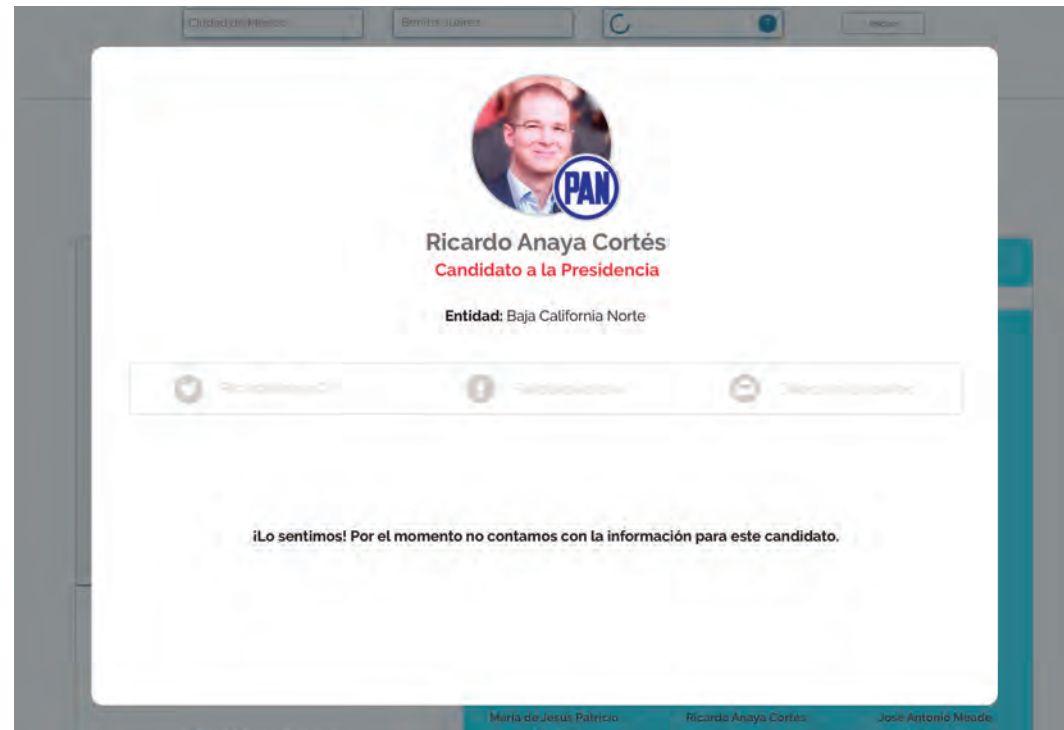 Ciudad de México
Benito Juárez
PAN
Ricardo Anaya Cortés
Candidato a la Presidencia
Entidad: Baja California Norte
¡Lo sentimos! Por el momento no contamos con la información para este candidato.
María de Jesús Patricio
Ricardo Anaya Cortés
José Antonio Meade